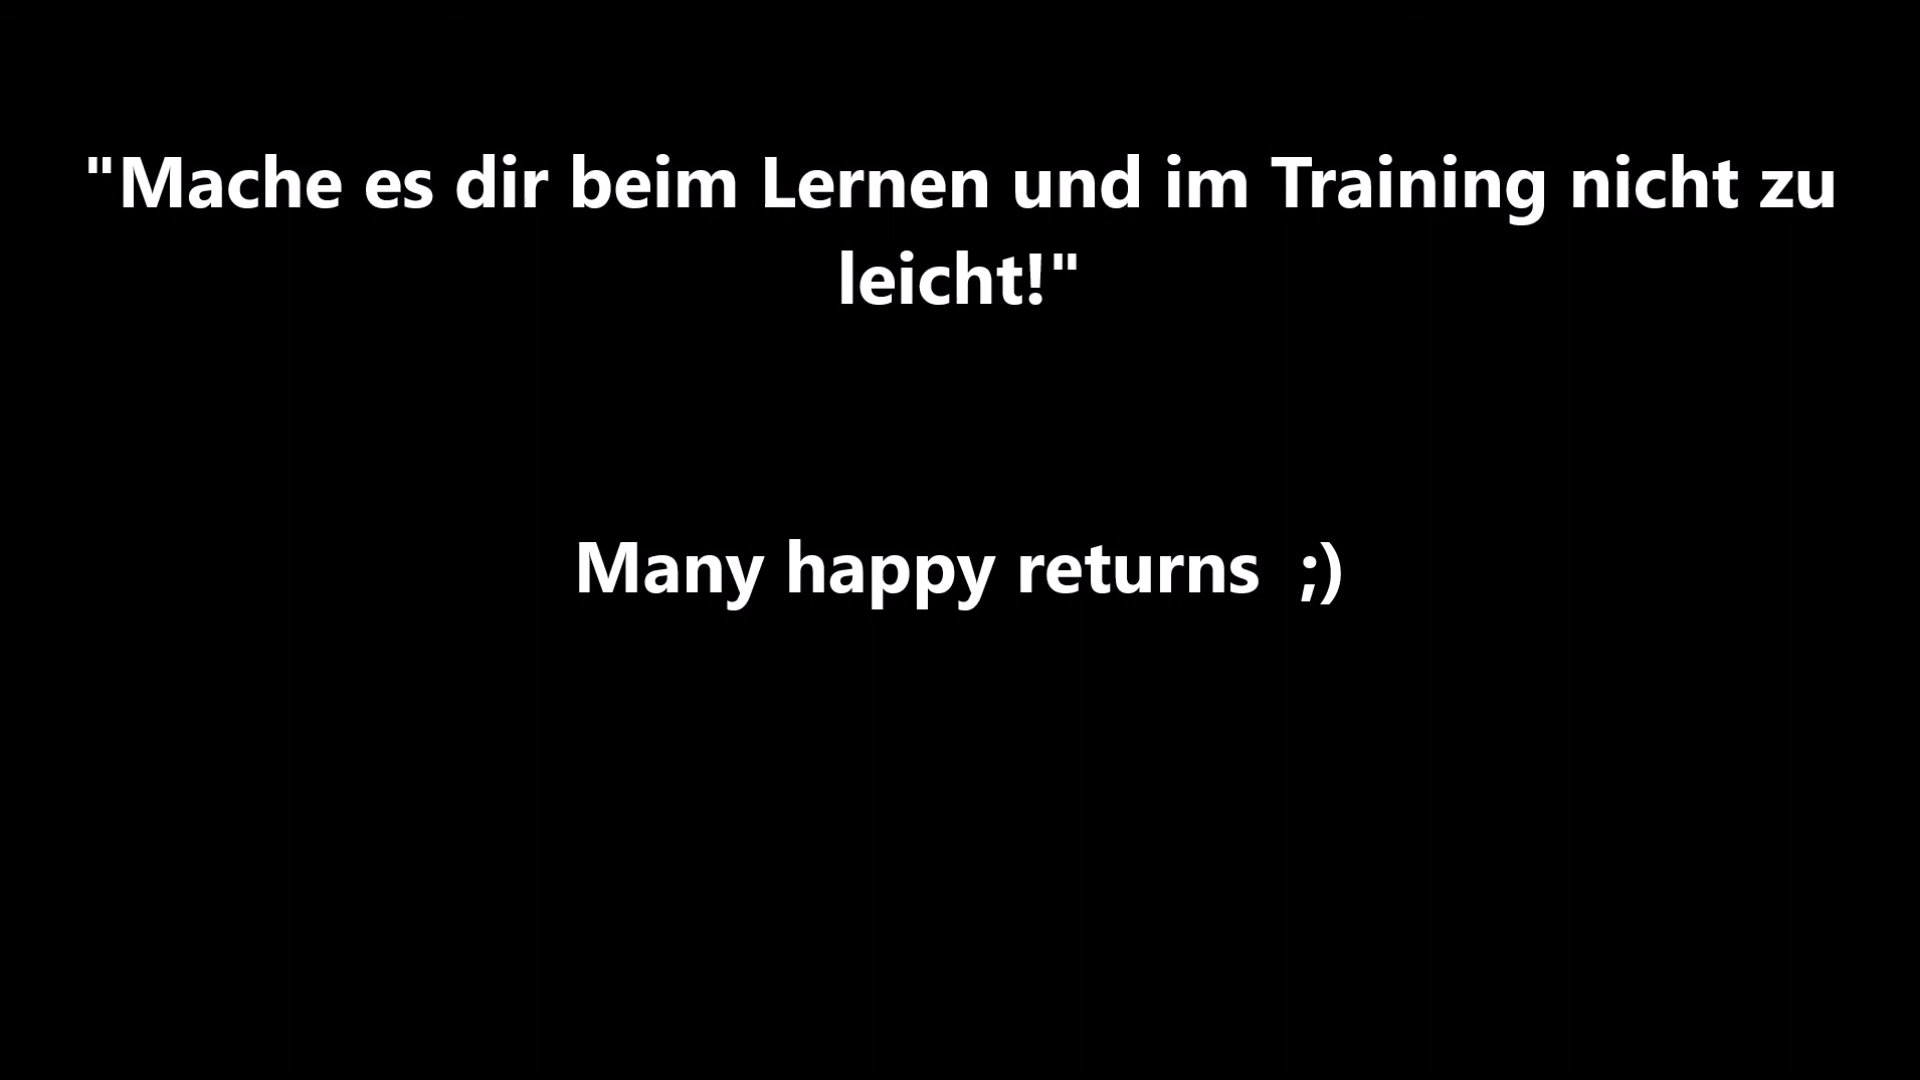 "Mache es dir beim Lernen und im Training nicht zu
leicht!"
Many happy returns  ;)